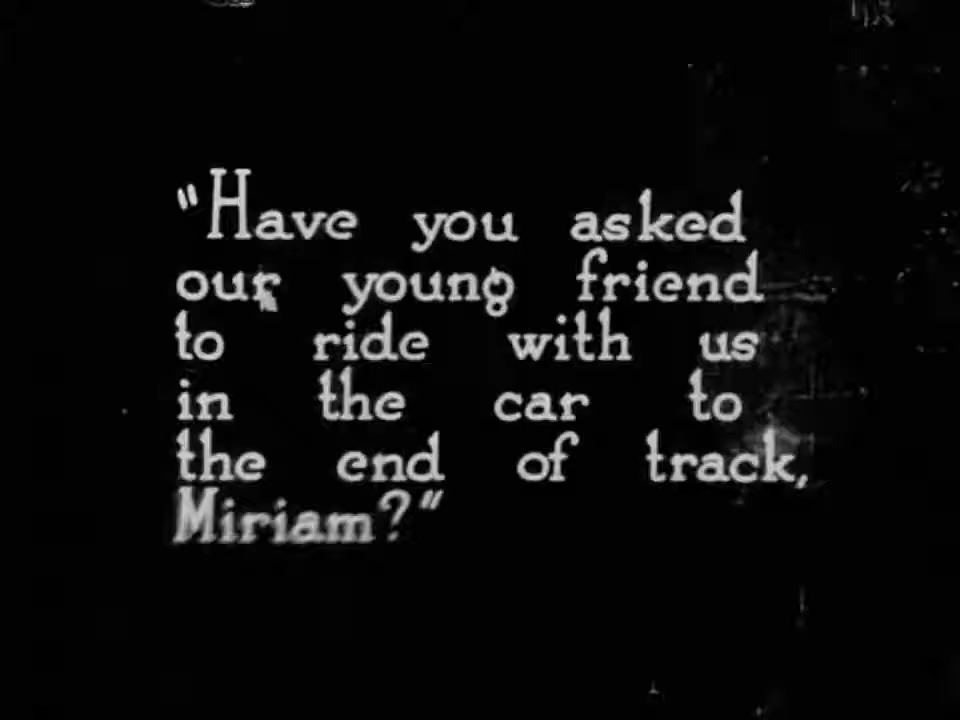 "Have you asked
our young friend
to ride with us
in the car to
the end of track,
Miriam?"